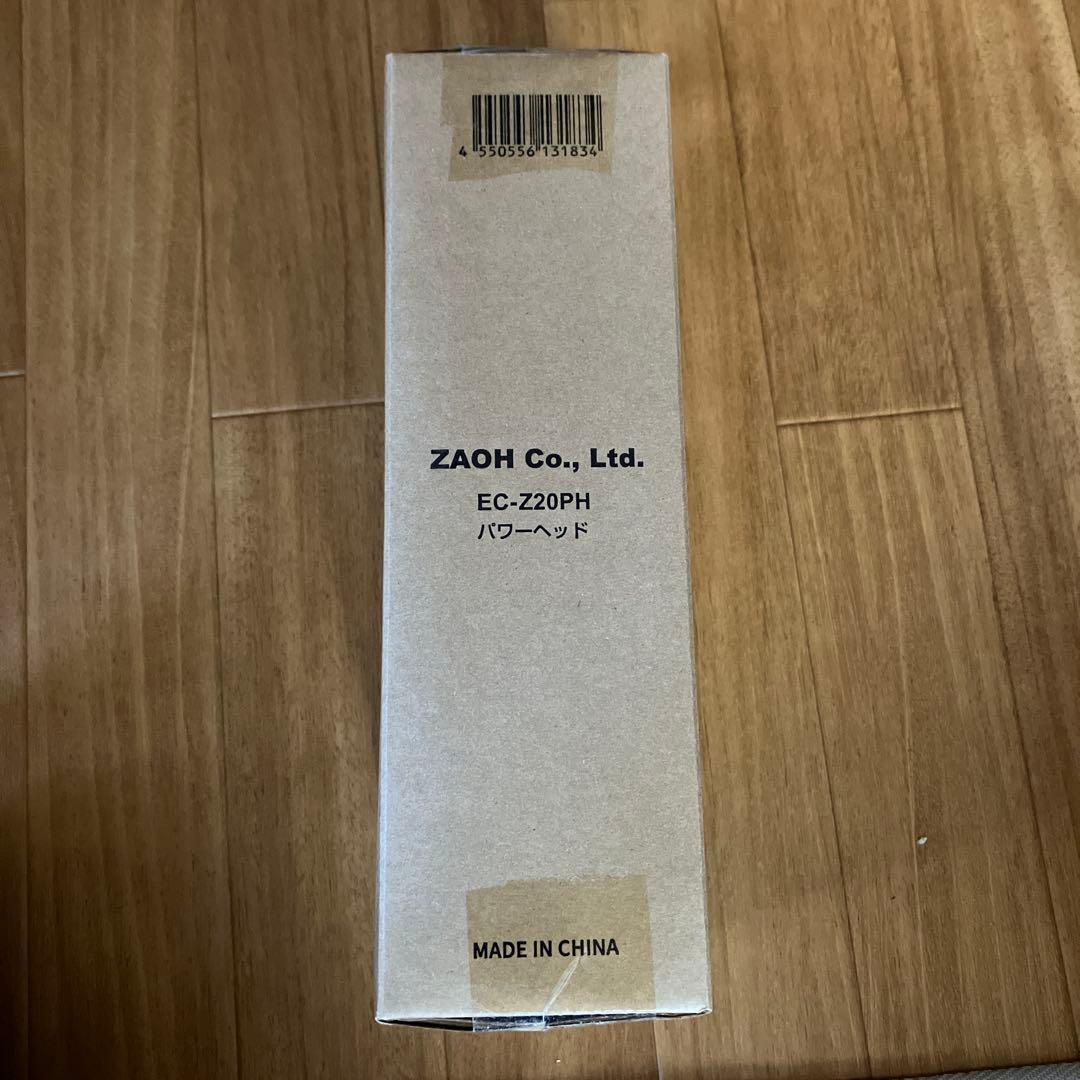 4 550556 131834
ZAOH Co., Ltd.
EC-Z20PH
パワーヘッド
MADE IN CHINA